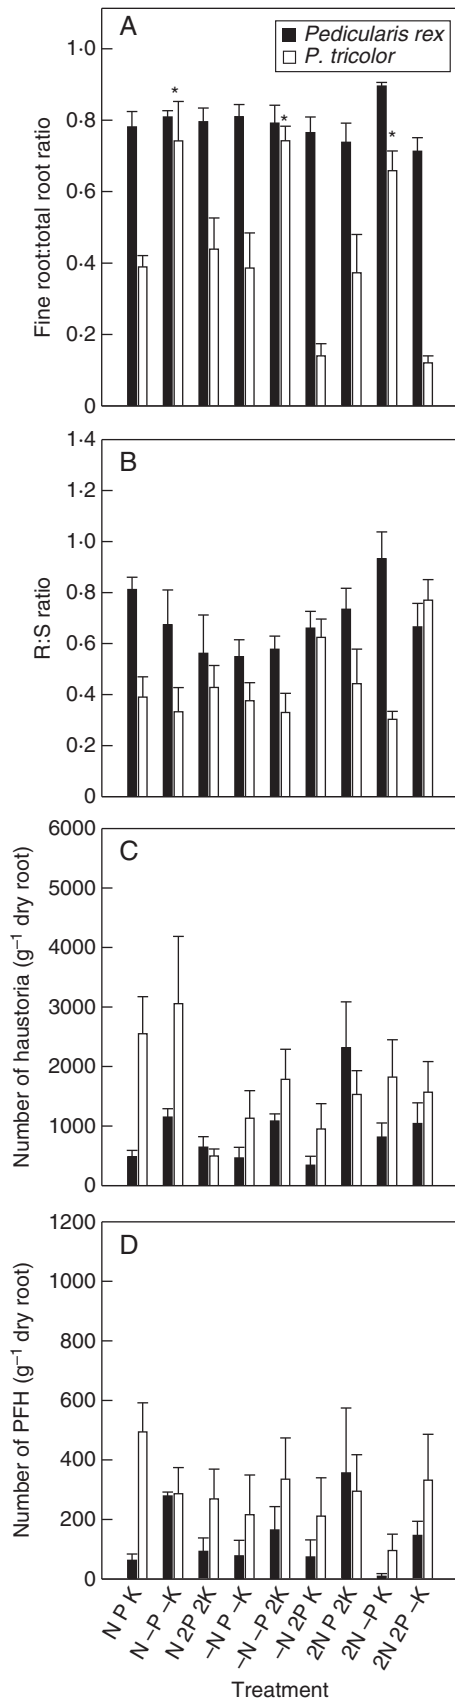 A
Pedicularis rex
P. tricolor
Fine root:total root ratio
1·0
0·8
0·6
0·4
0·2
0
*
*
*
B
R:S ratio
1·4
1·2
1·0
0·8
0·6
0·4
0·2
0
C
Number of haustoria (g⁻¹ dry root)
6000
5000
4000
3000
2000
1000
0
D
Number of PFH (g⁻¹ dry root)
1200
1000
800
600
400
200
0
N P K
N –P –K
N 2P 2K
–N P –K
–N –P 2K
–N 2P K
2N P 2K
2N –P K
2N 2P –K
Treatment